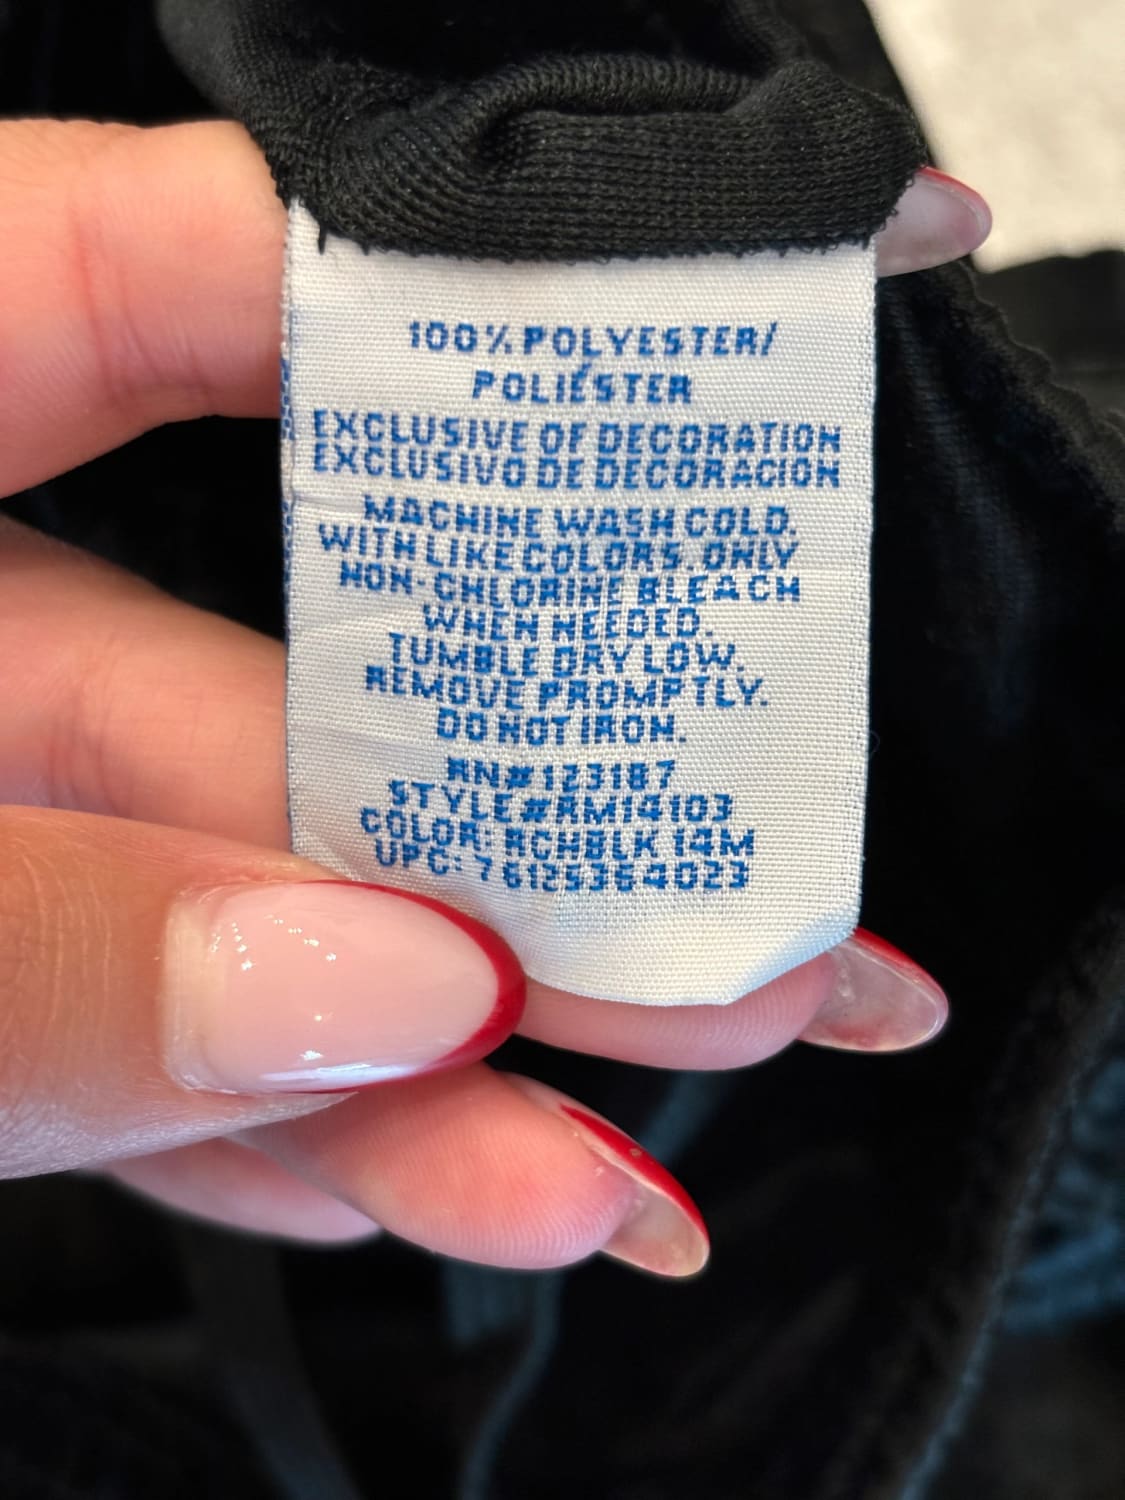 100% POLYESTER/
POLIÉSTER
EXCLUSIVE OF DECORATION
EXCLUSIVO DE DECORACION
MACHINE WASH COLD.
WITH LIKE COLORS. ONLY
NON-CHLORINE BLEACH
WHEN NEEDED.
TUMBLE DRY LOW.
REMOVE PROMPTLY.
DO NOT IRON.
RN#123187
STYLE#RM14103
COLOR: RCHBLK 14M
UPC: